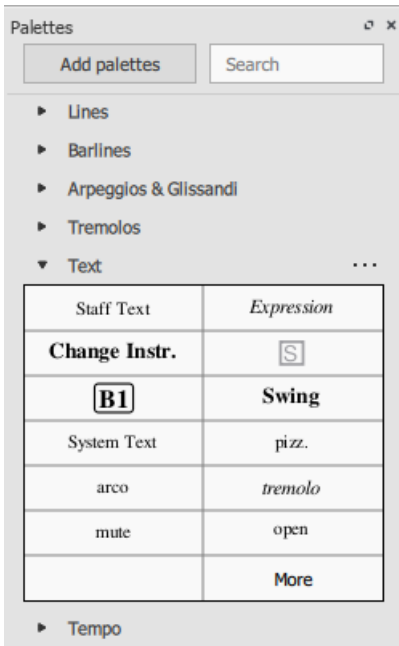 Palettes
Add palettes Search
Lines
Barlines
Arpeggios & Glissandi
Tremolos
Text ...
Staff Text Expression
Change Instr. S
B1 Swing
System Text pizz.
arco tremolo
mute open
More
Tempo